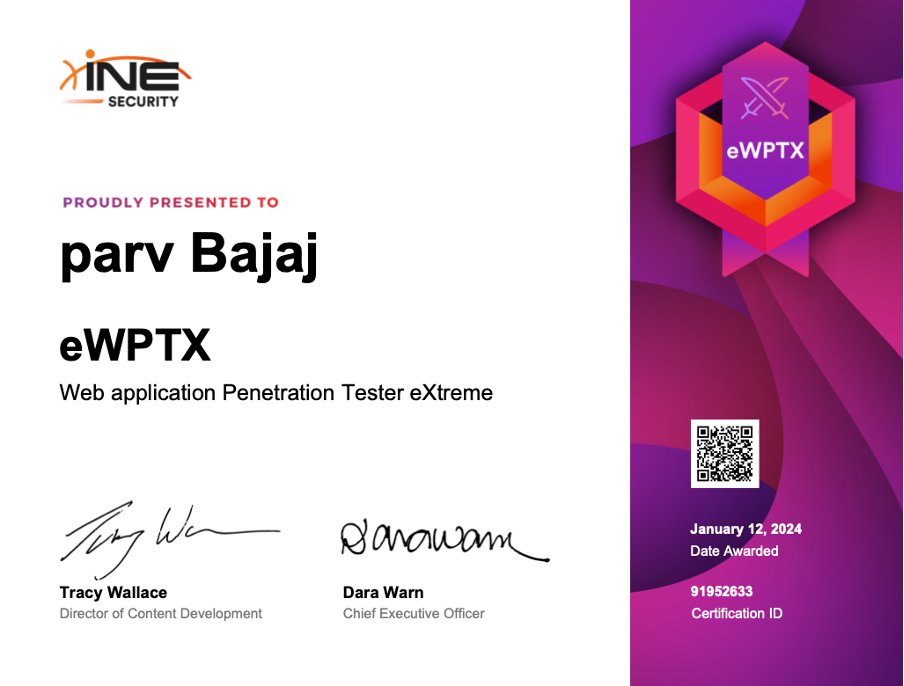 iNE
SECURITY
PROUDLY PRESENTED TO
parv Bajaj
eWPTX
Web application Penetration Tester eXtreme
Tracy Wallace
Director of Content Development
Dara Warn
Chief Executive Officer
eWPTX
January 12, 2024
Date Awarded
91952633
Certification ID